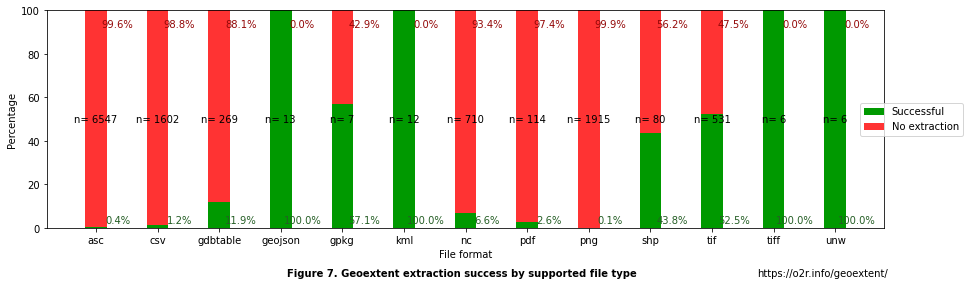 100
99.6% 98.8% 88.1% 0.0% 42.9% 0.0% 93.4% 97.4% 99.9% 56.2% 47.5% 0.0% 0.0%
80
60
Percentage
n= 6547 n= 1602 n= 269 n= 13 n= 7 n= 12 n= 710 n= 114 n= 1915 n= 80 n= 531 n= 6 n= 6
Successful
No extraction
40
20
0.4% 1.2% 11.9% 100.0% 57.1% 100.0% 6.6% 2.6% 0.1% 43.8% 52.5% 100.0% 100.0%
0
asc csv gdbtable geojson gpkg kml nc pdf png shp tif tiff unw
File format
Figure 7. Geoextent extraction success by supported file type
https://o2r.info/geoextent/